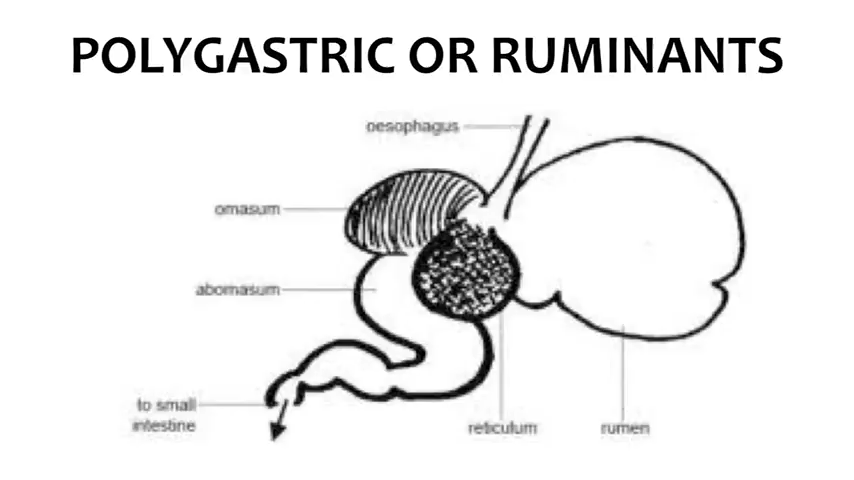 POLYGASTRIC OR RUMINANTS
oesophagus
omasum
abomasum
to small
intestine
reticulum
rumen